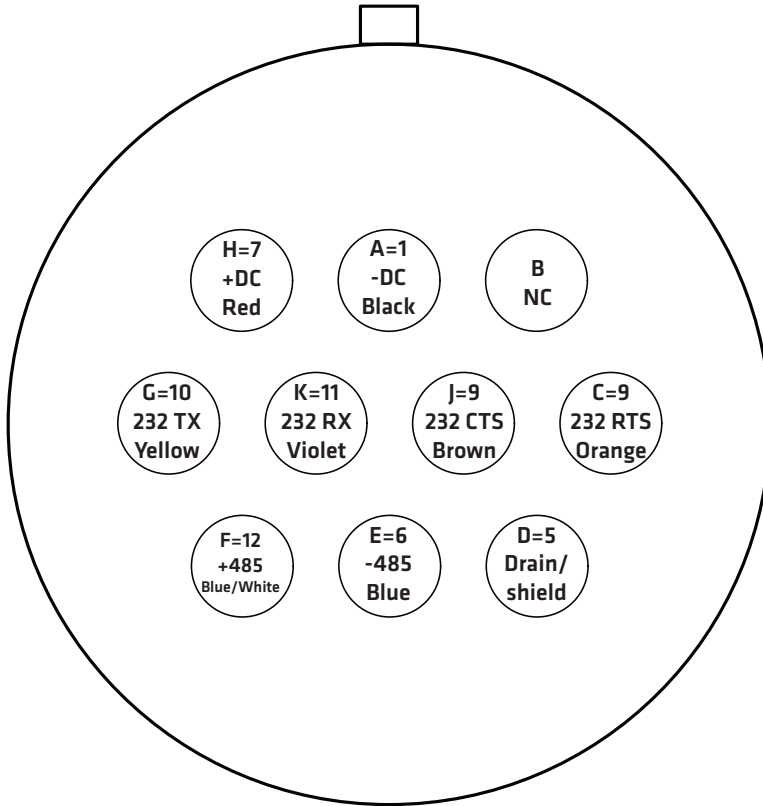 H=7
+DC
Red
A=1
-DC
Black
B
NC
G=10
232 TX
Yellow
K=11
232 RX
Violet
J=9
232 CTS
Brown
C=9
232 RTS
Orange
F=12
+485
Blue/White
E=6
-485
Blue
D=5
Drain/
shield